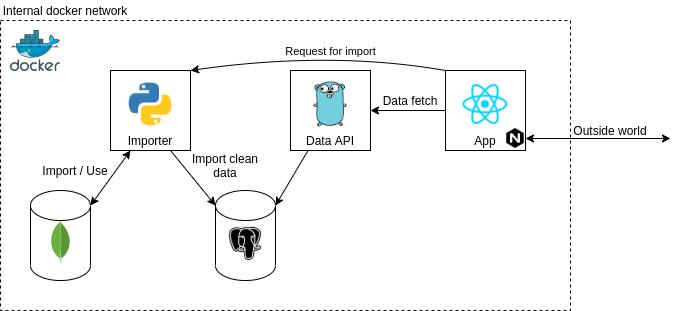 Internal docker network
docker
Request for import
Data fetch
Importer
Data API
App
N
Outside world
Import / Use
Import clean
data